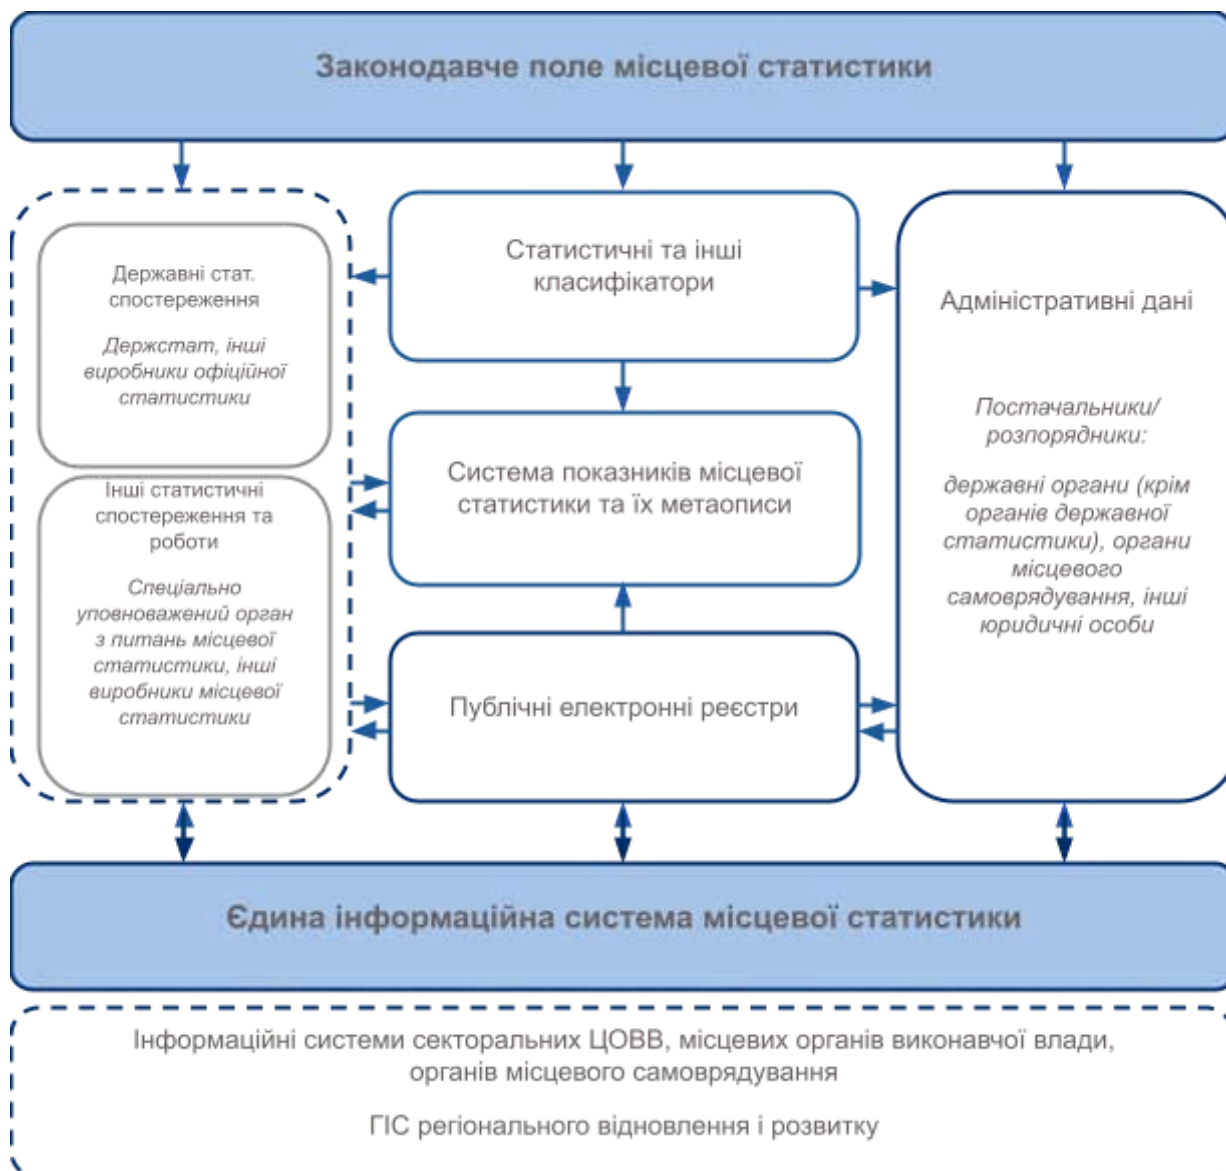 Законодавче поле місцевої статистики
Державні стат.
спостереження
Держстат, інші
виробники офіційної
статистики
Інші статистичні
спостереження та
роботи
Спеціально
уповноважений орган
з питань місцевої
статистики, інші
виробники місцевої
статистики
Статистичні та інші
класифікатори
Система показників місцевої
статистики та їх метаописи
Публічні електронні реєстри
Адміністративні дані
Постачальники/
розпорядники:
державні органи (крім
органів державної
статистики), органи
місцевого
самоврядування, інші
юридичні особи
Єдина інформаційна система місцевої статистики
Інформаційні системи секторальних ЦОВВ, місцевих органів виконавчої влади,
органів місцевого самоврядування
ГІС регіонального відновлення і розвитку